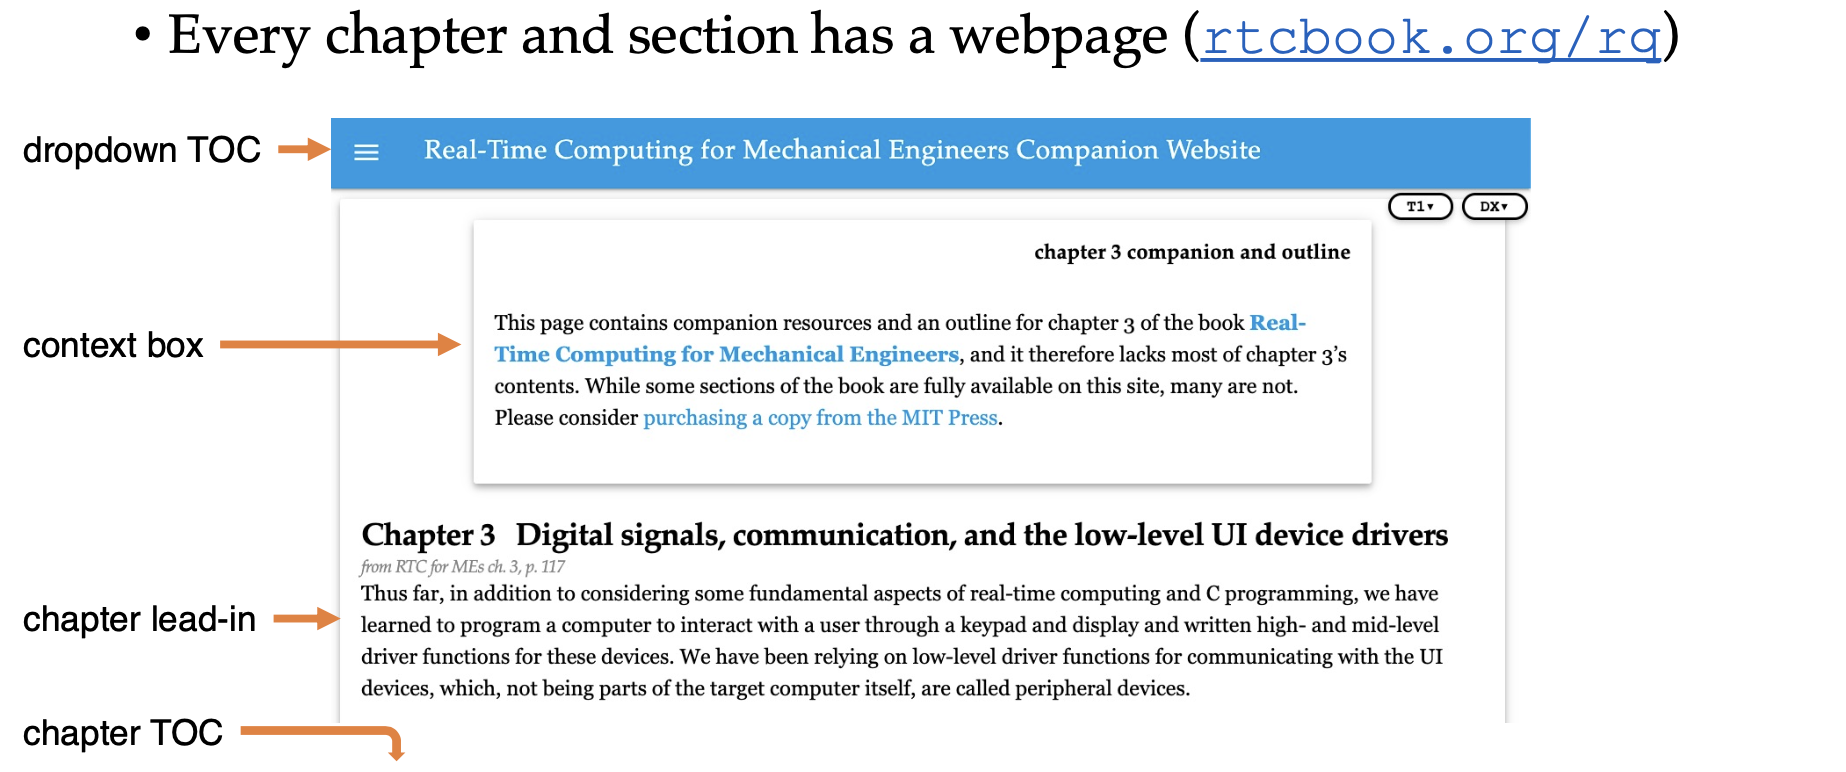 • Every chapter and section has a webpage (rtcbook.org/rq)
dropdown TOC
Real-Time Computing for Mechanical Engineers Companion Website
T1▾ DX▾
chapter 3 companion and outline
context box
This page contains companion resources and an outline for chapter 3 of the book Real-
Time Computing for Mechanical Engineers, and it therefore lacks most of chapter 3’s
contents. While some sections of the book are fully available on this site, many are not.
Please consider purchasing a copy from the MIT Press.
Chapter 3 Digital signals, communication, and the low-level UI device drivers
from RTC for MEs ch. 3, p. 117
chapter lead-in
Thus far, in addition to considering some fundamental aspects of real-time computing and C programming, we have
learned to program a computer to interact with a user through a keypad and display and written high- and mid-level
driver functions for these devices. We have been relying on low-level driver functions for communicating with the UI
devices, which, not being parts of the target computer itself, are called peripheral devices.
chapter TOC